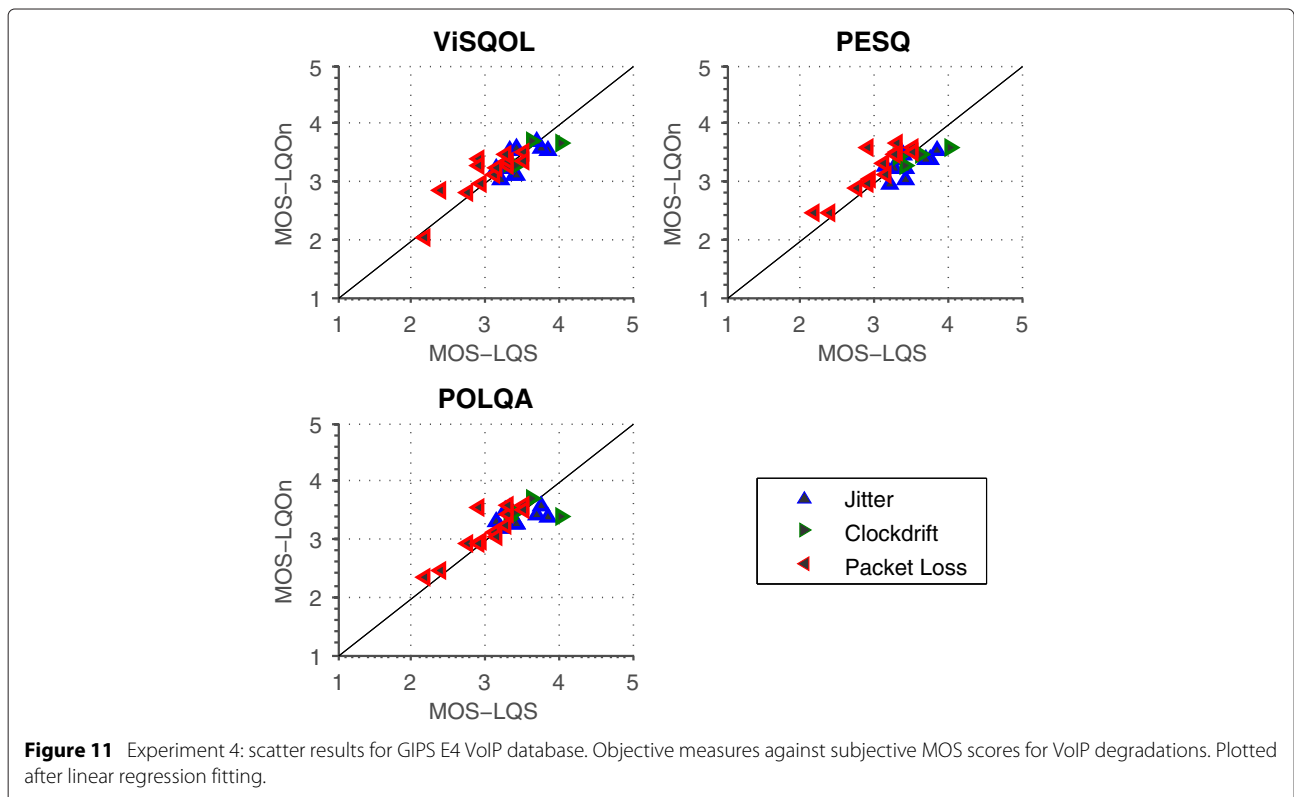 ViSQOL
5
4
3
2
1
MOS−LQOn
1 2 3 4 5
MOS−LQS
PESQ
5
4
3
2
1
MOS−LQOn
1 2 3 4 5
MOS−LQS
POLQA
5
4
3
2
1
MOS−LQOn
1 2 3 4 5
MOS−LQS
Jitter
Clockdrift
Packet Loss
Figure 11 Experiment 4: scatter results for GIPS E4 VoIP database. Objective measures against subjective MOS scores for VoIP degradations. Plotted
after linear regression fitting.